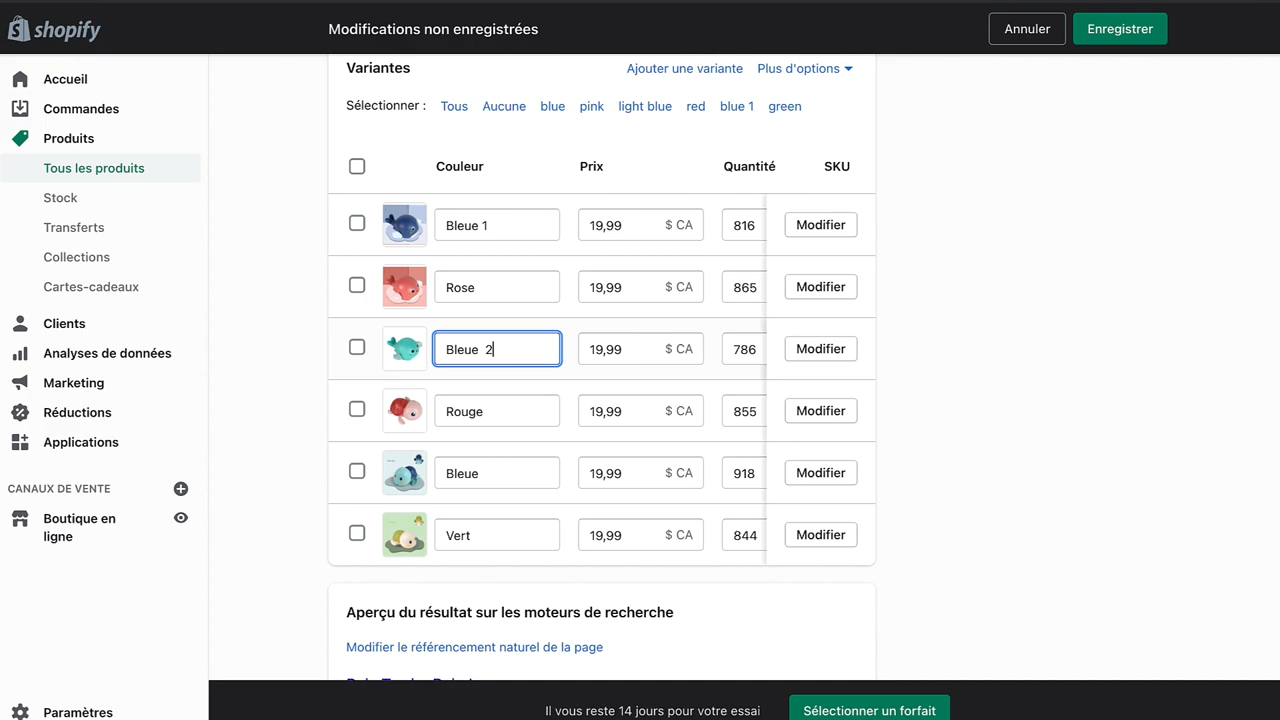 shopify
Modifications non enregistrées
Annuler
Enregistrer
Accueil
Commandes
Produits
Tous les produits
Stock
Transferts
Collections
Cartes-cadeaux
Clients
Analyses de données
Marketing
Réductions
Applications
CANAUX DE VENTE
Boutique en
ligne
Paramètres
Variantes
Ajouter une variante
Plus d'options
Sélectionner : Tous Aucune blue pink light blue red blue 1 green
Couleur Prix Quantité SKU
Bleue 1 19,99 $ CA 816 Modifier
Rose 19,99 $ CA 865 Modifier
Bleue  2 19,99 $ CA 786 Modifier
Rouge 19,99 $ CA 855 Modifier
Bleue 19,99 $ CA 918 Modifier
Vert 19,99 $ CA 844 Modifier
Aperçu du résultat sur les moteurs de recherche
Modifier le référencement naturel de la page
Il vous reste 14 jours pour votre essai
Sélectionner un forfait